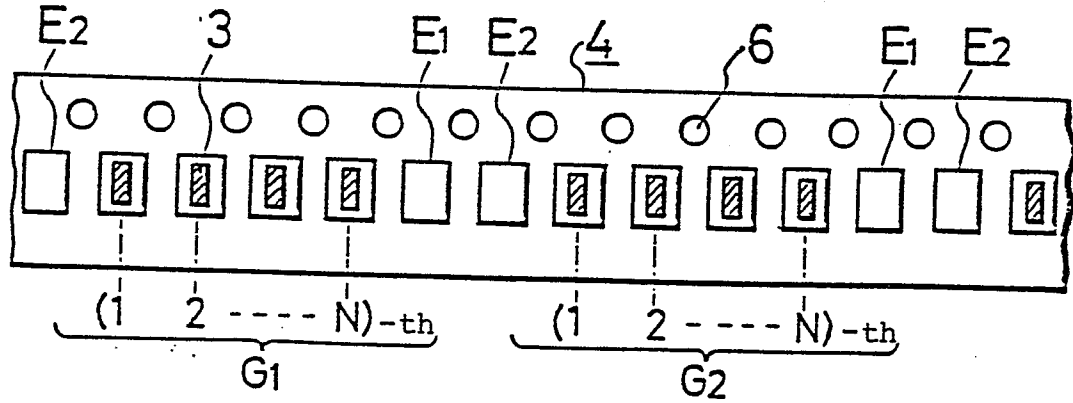 E2 3 E1 E2 4 6 E1 E2
(1 2 ---- N)-th (1 2 ---- N)-th
G1 G2